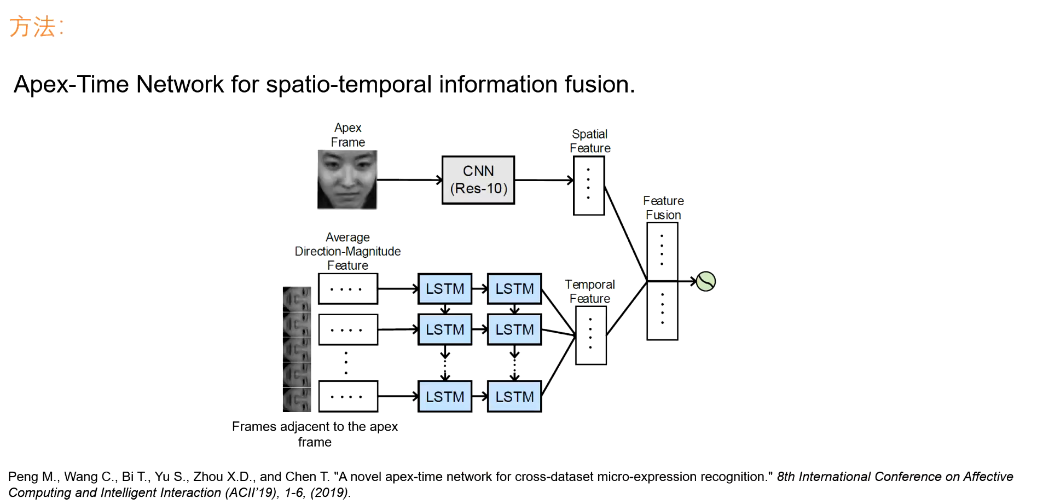 方法：
Apex-Time Network for spatio-temporal information fusion.
Apex
Frame
CNN
(Res-10)
Spatial
Feature
Feature
Fusion
Average
Direction-Magnitude
Feature
LSTM
LSTM
Temporal
Feature
LSTM
LSTM
LSTM
LSTM
Frames adjacent to the apex
frame
Peng M., Wang C., Bi T., Yu S., Zhou X.D., and Chen T. "A novel apex-time network for cross-dataset micro-expression recognition." 8th International Conference on Affective
Computing and Intelligent Interaction (ACII'19), 1-6, (2019).